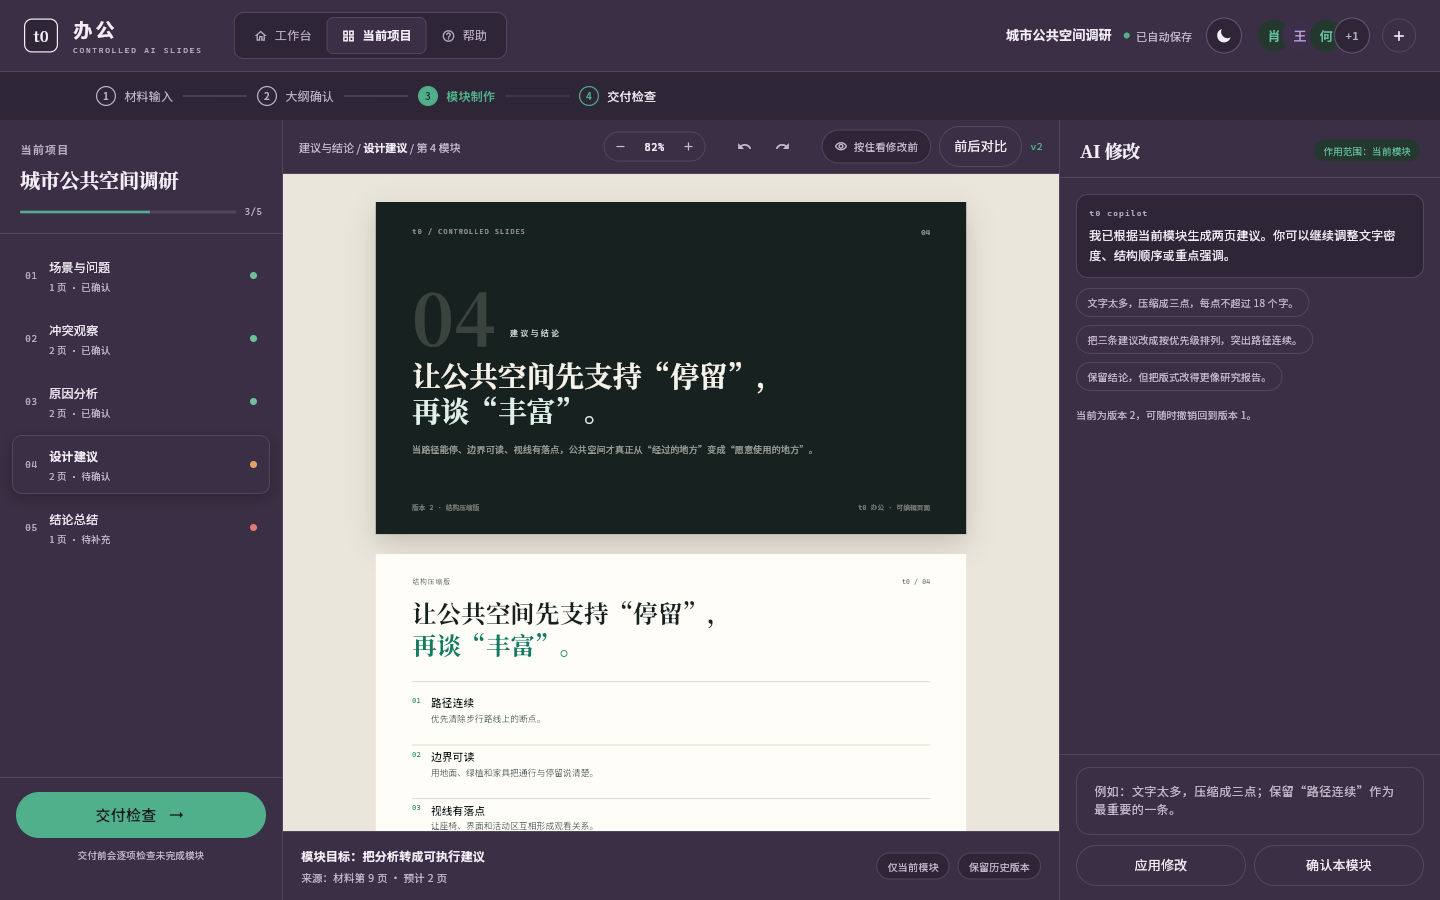 t0
办公
CONTROLLED AI SLIDES
工作台
当前项目
帮助
城市公共空间调研
已自动保存
肖
王
何
+1
+
1 材料输入
2 大纲确认
3 模块制作
4 交付检查
当前项目
城市公共空间调研
3/5
01 场景与问题
1 页 · 已确认
02 冲突观察
2 页 · 已确认
03 原因分析
2 页 · 已确认
04 设计建议
2 页 · 待确认
05 结论总结
1 页 · 待补充
交付检查 →
交付前会逐项检查未完成模块
建议与结论 / 设计建议 / 第 4 模块
− 82% +
按住看修改前
前后对比
v2
t0 / CONTROLLED SLIDES
04
04
建议与结论
让公共空间先支持“停留”，
再谈“丰富”。
当路径能停、边界可读、视线有落点，公共空间才真正从“经过的地方”变成“愿意使用的地方”。
版本 2 · 结构压缩版
t0 办公 · 可编辑页面
结构压缩版
t0 / 04
让公共空间先支持“停留”，
再谈“丰富”。
01 路径连续
优先清除步行路线上的断点。
02 边界可读
用地面、绿植和家具把通行与停留说清楚。
03 视线有落点
让座椅、界面和活动区互相形成观看关系。
模块目标：把分析转成可执行建议
来源：材料第 9 页 · 预计 2 页
仅当前模块
保留历史版本
AI 修改
作用范围：当前模块
t0 copilot
我已根据当前模块生成两页建议。你可以继续调整文字密
度、结构顺序或重点强调。
文字太多，压缩成三点，每点不超过 18 个字。
把三条建议改成按优先级排列，突出路径连续。
保留结论，但把版式改得更像研究报告。
当前为版本 2，可随时撤销回到版本 1。
例如：文字太多，压缩成三点；保留“路径连续”作为
最重要的一条。
应用修改
确认本模块